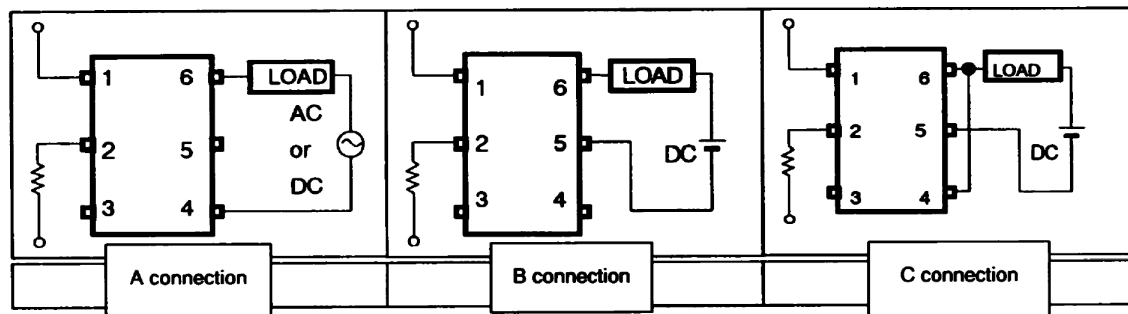 1 6 LOAD
AC
2 5 or
DC
3 4
A connection
1 6 LOAD
2 5 DC
3 4
B connection
1 6 LOAD
2 5
DC
3 4
C connection